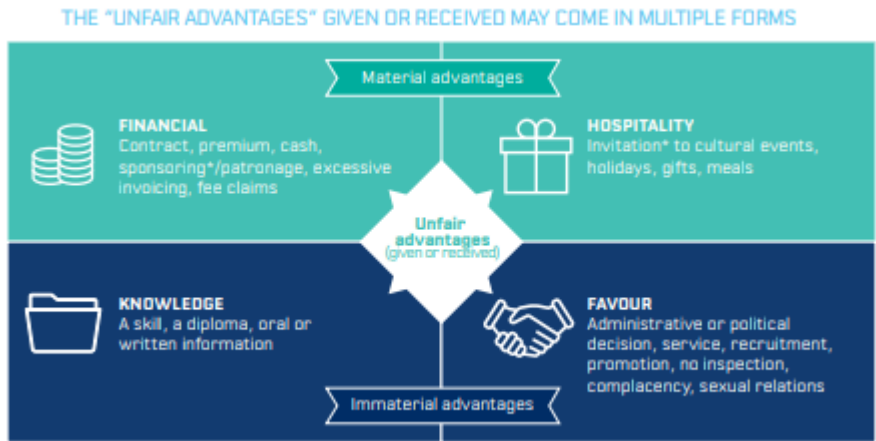 THE “UNFAIR ADVANTAGES” GIVEN OR RECEIVED MAY COME IN MULTIPLE FORMS
Material advantages
FINANCIAL
Contract, premium, cash,
sponsoring*/patronage, excessive
invoicing, fee claims
HOSPITALITY
Invitation* to cultural events,
holidays, gifts, meals
Unfair
advantages
(given or received)
KNOWLEDGE
A skill, a diploma, oral or
written information
FAVOUR
Administrative or political
decision, service, recruitment,
promotion, no inspection,
complacency, sexual relations
Immaterial advantages